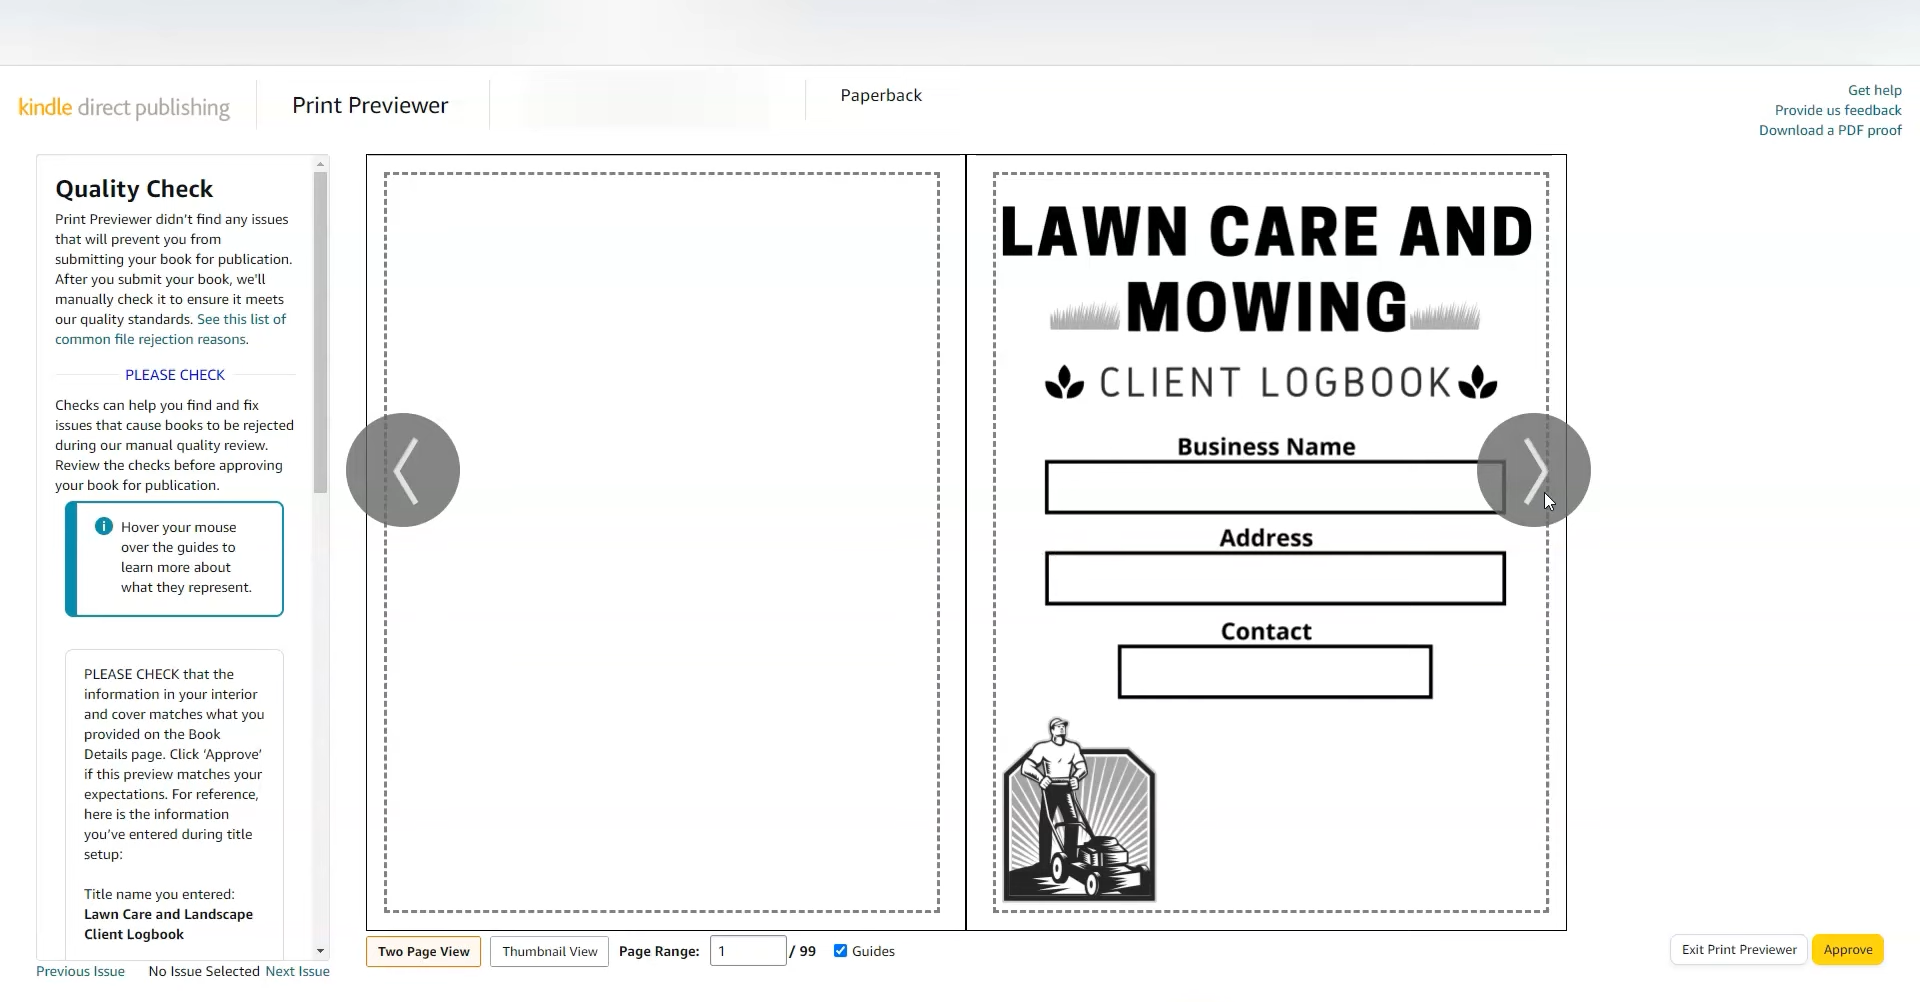 kindle direct publishing
Print Previewer
Paperback
Get help
Provide us feedback
Download a PDF proof
Quality Check
Print Previewer didn't find any issues
that will prevent you from
submitting your book for publication.
After you submit your book, we'll
manually check it to ensure it meets
our quality standards. See this list of
common file rejection reasons.
PLEASE CHECK
Checks can help you find and fix
issues that cause books to be rejected
during our manual quality review.
Review the checks before approving
your book for publication.
i Hover your mouse
over the guides to
learn more about
what they represent.
PLEASE CHECK that the
information in your interior
and cover matches what you
provided on the Book
Details page. Click ‘Approve’
if this preview matches your
expectations. For reference,
here is the information
you’ve entered during title
setup:
Title name you entered:
Lawn Care and Landscape
Client Logbook
Previous Issue No Issue Selected Next Issue
LAWN CARE AND
MOWING
CLIENT LOGBOOK
Business Name
Address
Contact
Two Page View Thumbnail View Page Range: 1 / 99 Guides
Exit Print Previewer Approve